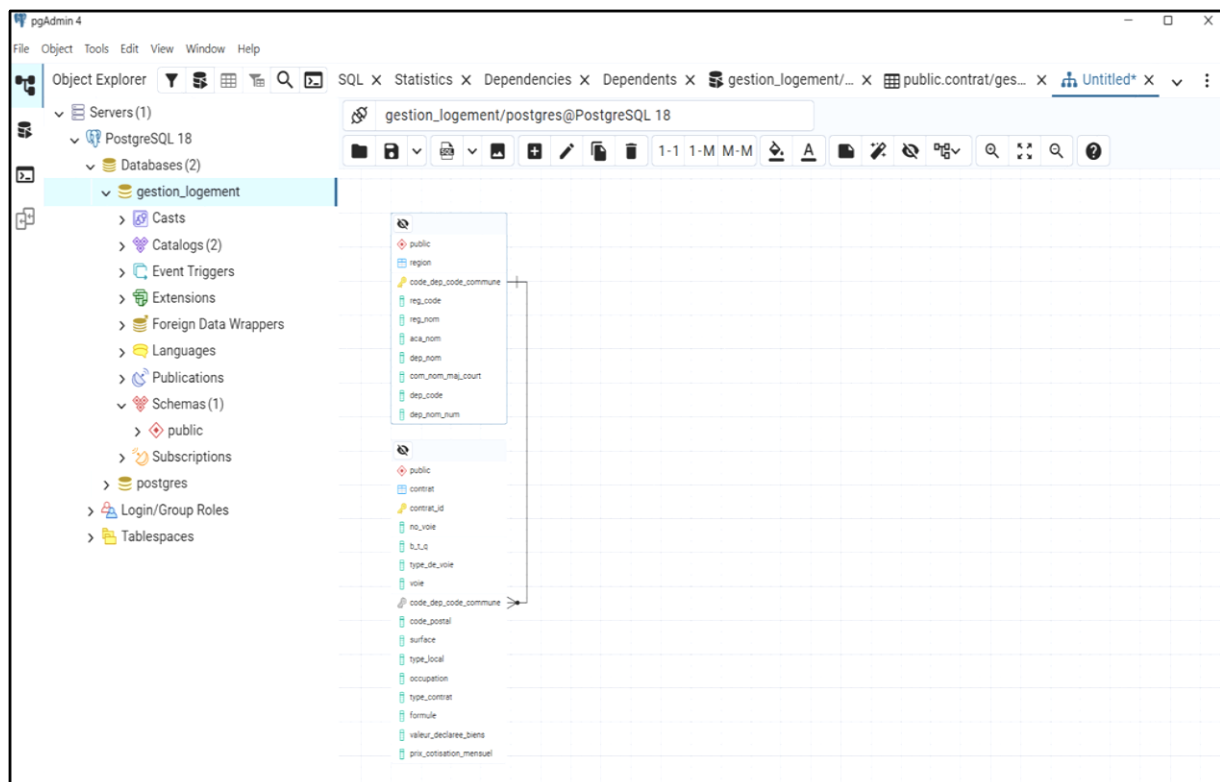 pgAdmin 4
File Object Tools Edit View Window Help
Object Explorer
SQL Statistics Dependencies Dependents gestion_logement/... public.contrat/ges... Untitled*
Servers (1)
PostgreSQL 18
Databases (2)
gestion_logement
Casts
Catalogs (2)
Event Triggers
Extensions
Foreign Data Wrappers
Languages
Publications
Schemas (1)
public
Subscriptions
postgres
Login/Group Roles
Tablespaces
gestion_logement/postgres@PostgreSQL 18
1-1 1-M M-M A
public
region
code_dep_code_commune
reg_code
reg_nom
aca_nom
dep_nom
com_nom_maj_court
dep_code
dep_nom_num
public
contrat
contrat_id
no_voie
b_t_q
type_de_voie
voie
code_dep_code_commune
code_postal
surface
type_local
occupation
type_contrat
formule
valeur_declaree_biens
prix_cotisation_mensuel